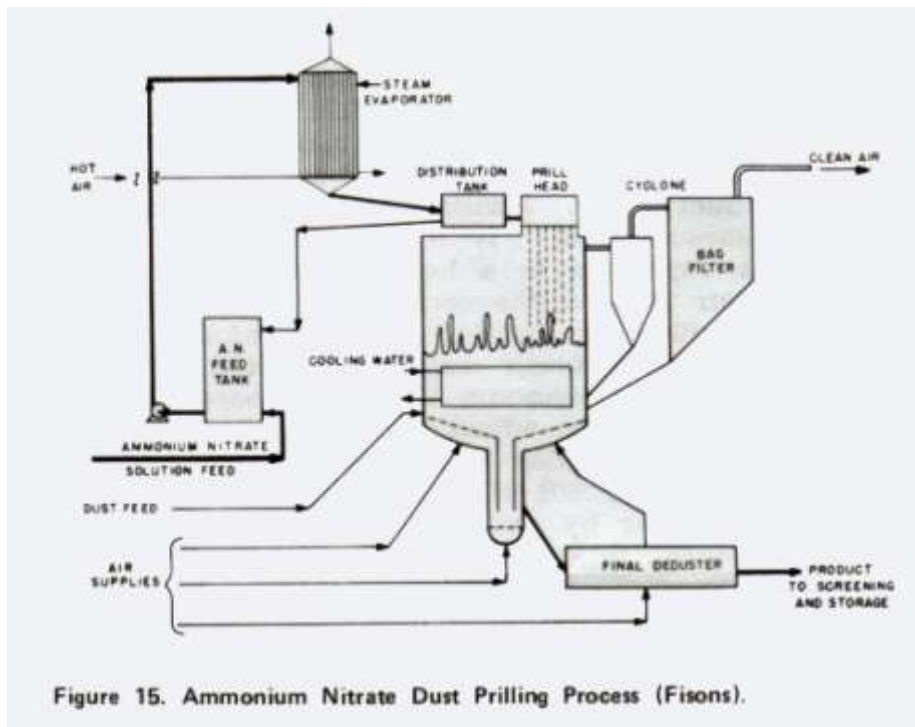 STEAM
EVAPORATOR
HOT
AIR
DISTRIBUTION
TANK
PRILL
HEAD
CYCLONE
CLEAN AIR
BAG
FILTER
A.N.
FEED
TANK
COOLING WATER
AMMONIUM NITRATE
SOLUTION FEED
DUST FEED
AIR
SUPPLIES
FINAL DEDUSTER
PRODUCT
TO SCREENING
AND STORAGE
Figure 15. Ammonium Nitrate Dust Prilling Process (Fisons).